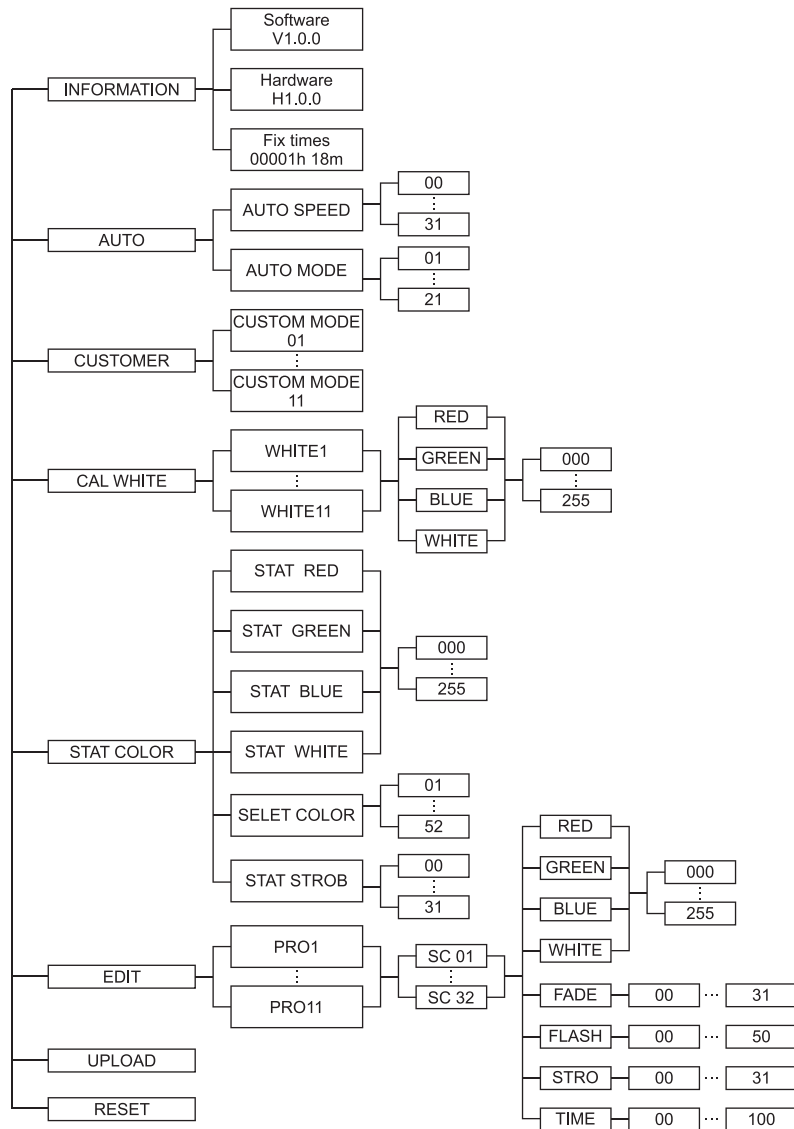 Software
V1.0.0
INFORMATION
Hardware
H1.0.0
Fix times
00001h 18m
AUTO
AUTO SPEED
00
31
AUTO MODE
01
21
CUSTOMER
CUSTOM MODE
01
CUSTOM MODE
11
CAL WHITE
WHITE1
WHITE11
RED
GREEN
BLUE
WHITE
000
255
STAT COLOR
STAT RED
STAT GREEN
STAT BLUE
STAT WHITE
000
255
SELET COLOR
01
52
STAT STROB
00
31
EDIT
PRO1
PRO11
SC 01
SC 32
RED
GREEN
BLUE
WHITE
000
255
FADE 00 ... 31
FLASH 00 ... 50
STRO 00 ... 31
TIME 00 ... 100
UPLOAD
RESET